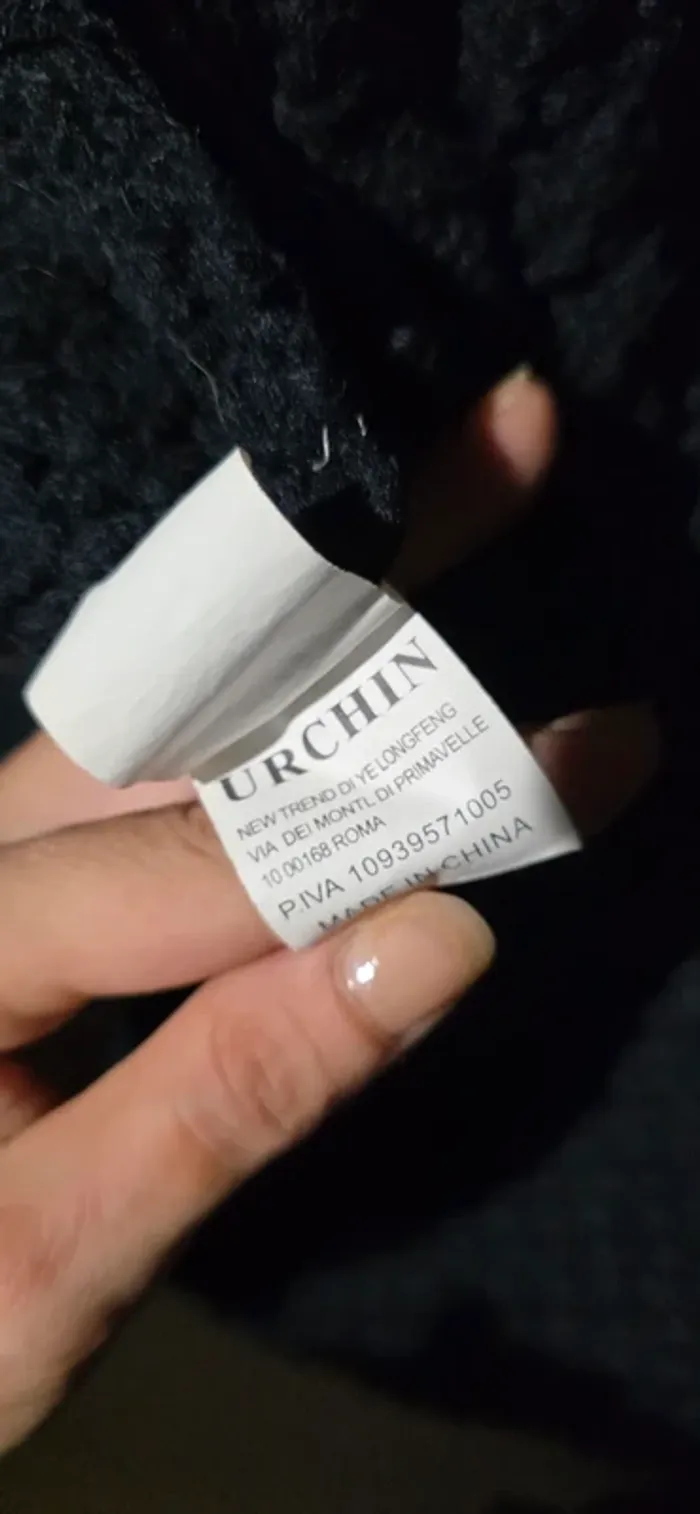 URCHIN
NEW TREND DI YE LONGFENG
VIA DEI MONTI, DI PRIMAVELLE
10 00168 ROMA
P.IVA 10939571005
MADE IN CHINA